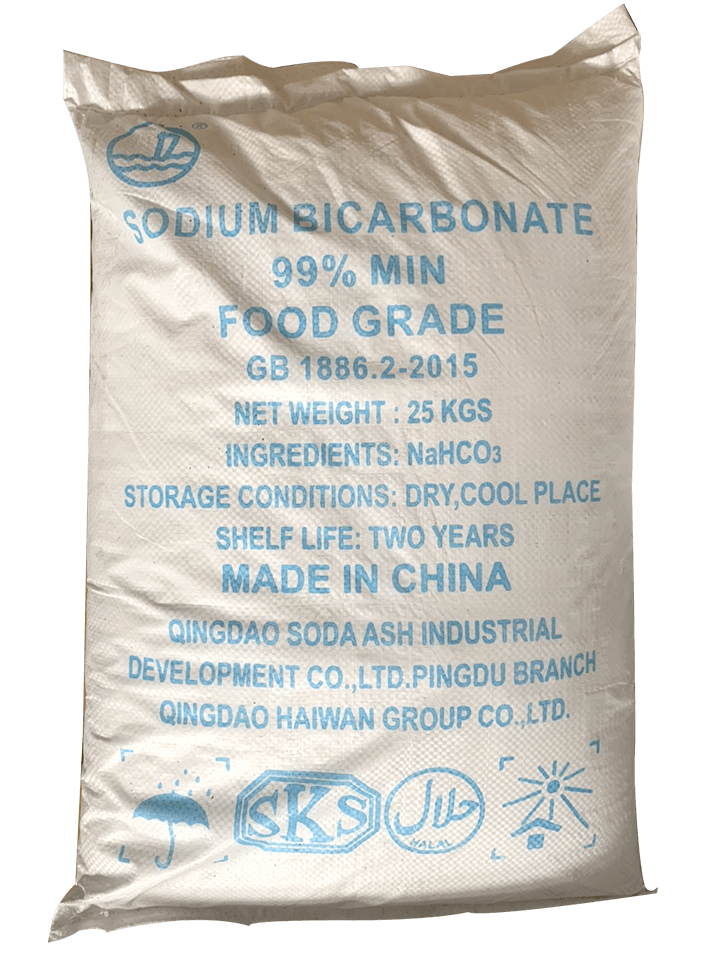 JZ ®
SODIUM BICARBONATE
99% MIN
FOOD GRADE
GB 1886.2-2015
NET WEIGHT : 25 KGS
INGREDIENTS: NaHCO₃
STORAGE CONDITIONS: DRY,COOL PLACE
SHELF LIFE: TWO YEARS
MADE IN CHINA
QINGDAO SODA ASH INDUSTRIAL
DEVELOPMENT CO.,LTD.PINGDU BRANCH
QINGDAO HAIWAN GROUP CO.,LTD.
SKS
حلال
HALAL